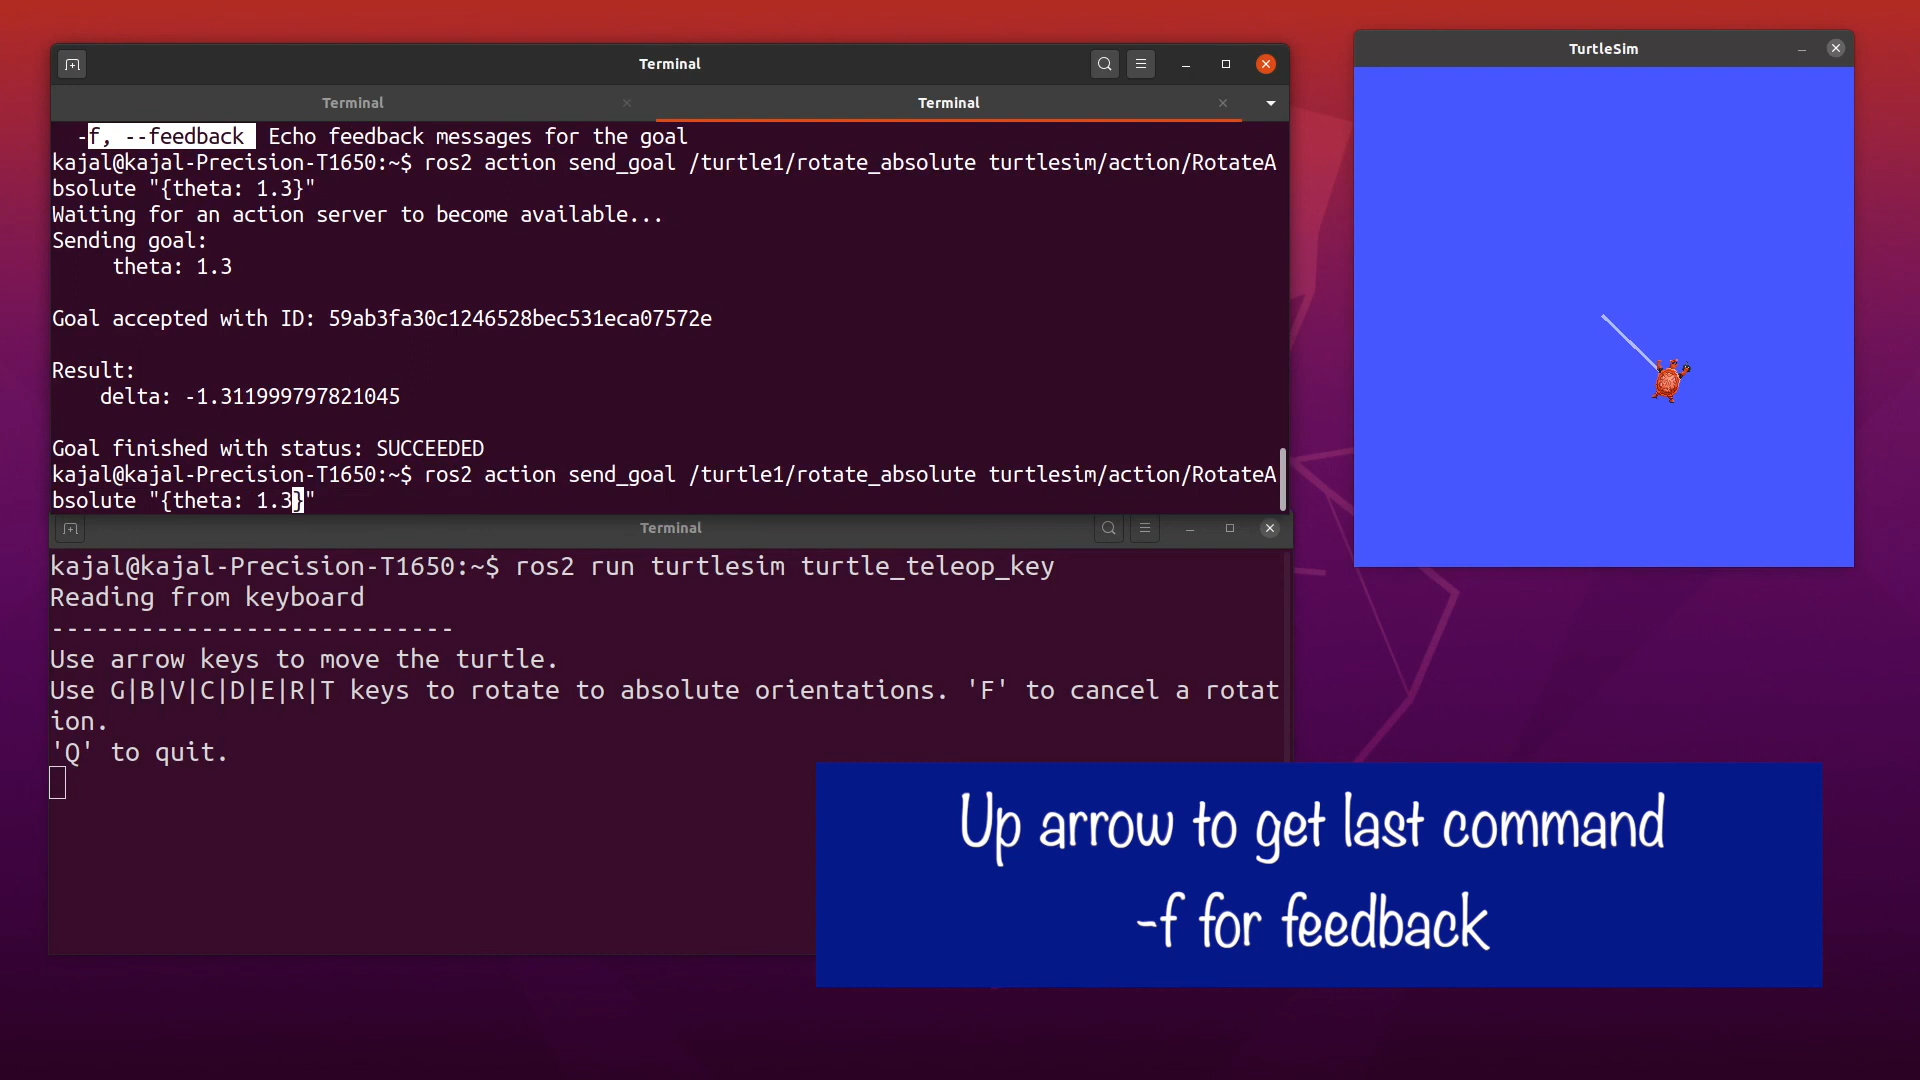 Terminal
Terminal
Terminal
-f, --feedback Echo feedback messages for the goal
kajal@kajal-Precision-T1650:~$ ros2 action send_goal /turtle1/rotate_absolute turtlesim/action/RotateA
bsolute "{theta: 1.3}"
Waiting for an action server to become available...
Sending goal:
theta: 1.3
Goal accepted with ID: 59ab3fa30c1246528bec531eca07572e
Result:
delta: -1.311999797821045
Goal finished with status: SUCCEEDED
kajal@kajal-Precision-T1650:~$ ros2 action send_goal /turtle1/rotate_absolute turtlesim/action/RotateA
bsolute "{theta: 1.3}"
Terminal
kajal@kajal-Precision-T1650:~$ ros2 run turtlesim turtle_teleop_key
Reading from keyboard
---------------------------
Use arrow keys to move the turtle.
Use G|B|V|C|D|E|R|T keys to rotate to absolute orientations. 'F' to cancel a rotat
ion.
'Q' to quit.
TurtleSim
Up arrow to get last command
-f for feedback